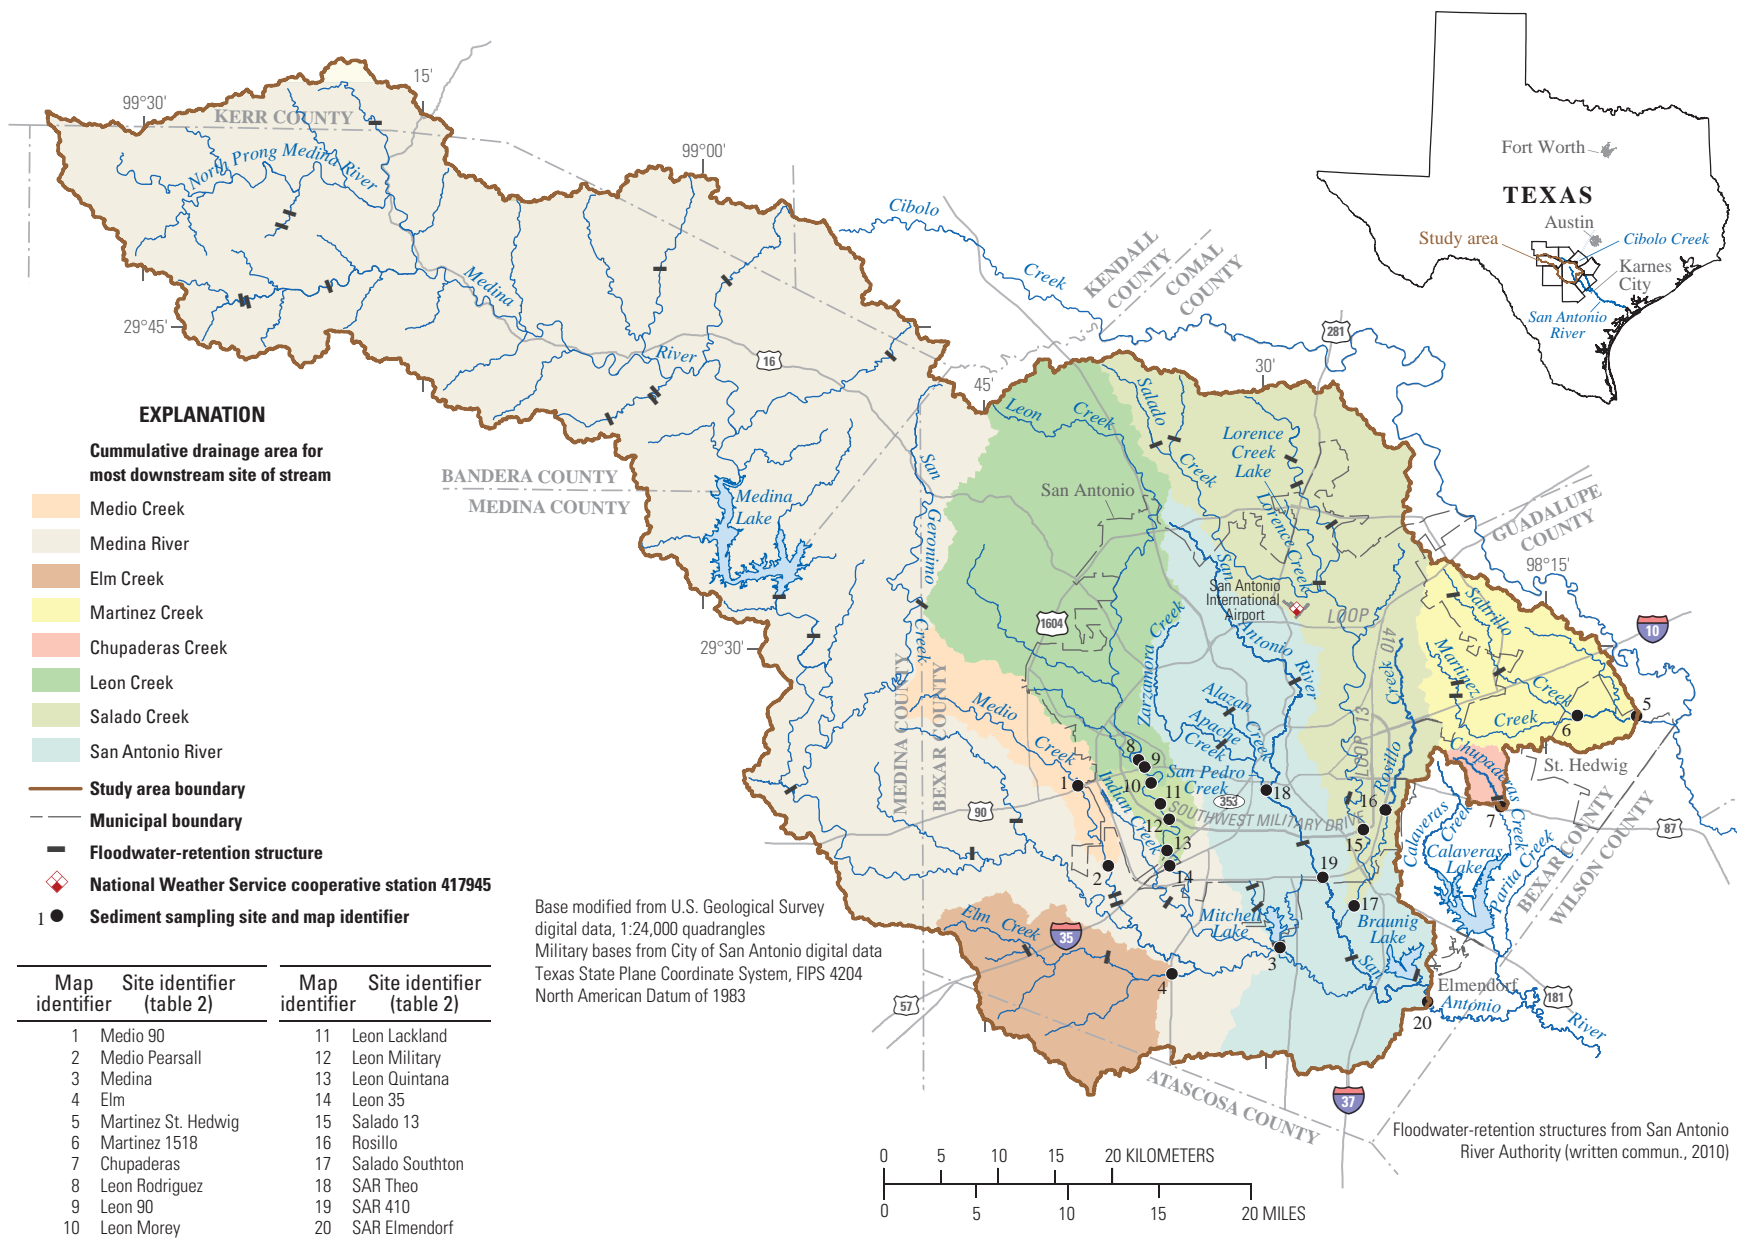 99°30'
15'
KERR COUNTY
North Prong Medina River
99°00'
Cibolo
Creek
KENDALL
COUNTY
COMAL
COUNTY
Fort Worth
TEXAS
Austin
Study area
Cibolo Creek
Karnes
City
San Antonio
River
Medina
River
29°45'
16
281
45'
30'
EXPLANATION
Cummulative drainage area for
most downstream site of stream
Medio Creek
Medina River
Elm Creek
Martinez Creek
Chupaderas Creek
Leon Creek
Salado Creek
San Antonio River
Study area boundary
Municipal boundary
Floodwater-retention structure
National Weather Service cooperative station 417945
1 Sediment sampling site and map identifier
BANDERA COUNTY
MEDINA COUNTY
Medina
Lake
San
Geronimo
Creek
Leon
Creek
Salado
Creek
Lorence
Creek
Lake
Lorence Creek
San Antonio
GUADALUPE
COUNTY
98°15'
San Antonio
International
Airport
San
Antonio
River
LOOP
410
1604
29°30'
Zarzamora Creek
Salitrillo
Creek
Martinez
Creek
10
5
6
MEDINA COUNTY
BEXAR COUNTY
Medio
Creek
Alazan
Creek
Apache
Creek
San Pedro
Creek
LOOP 13
Rosillo
Creek
Chupaderas Creek
St. Hedwig
8
9
10
11
12
13
14
1
2
Indian Creek
353
SOUTHWEST MILITARY DRIVE
18
16
15
19
17
7
90
87
Calaveras
Creek
Calaveras
Lake
Parita Creek
BEXAR COUNTY
WILSON COUNTY
Mitchell
Lake
Braunig
Lake
Elm Creek
35
3
4
San
Antonio
River
Elmendorf
181
20
57
37
ATASCOSA COUNTY
Base modified from U.S. Geological Survey
digital data, 1:24,000 quadrangles
Military bases from City of San Antonio digital data
Texas State Plane Coordinate System, FIPS 4204
North American Datum of 1983
Map identifier Site identifier (table 2)
1 Medio 90
2 Medio Pearsall
3 Medina
4 Elm
5 Martinez St. Hedwig
6 Martinez 1518
7 Chupaderas
8 Leon Rodriguez
9 Leon 90
10 Leon Morey
Map identifier Site identifier (table 2)
11 Leon Lackland
12 Leon Military
13 Leon Quintana
14 Leon 35
15 Salado 13
16 Rosillo
17 Salado Southton
18 SAR Theo
19 SAR 410
20 SAR Elmendorf
0 5 10 15 20 KILOMETERS
0 5 10 15 20 MILES
Floodwater-retention structures from San Antonio
River Authority (written commun., 2010)